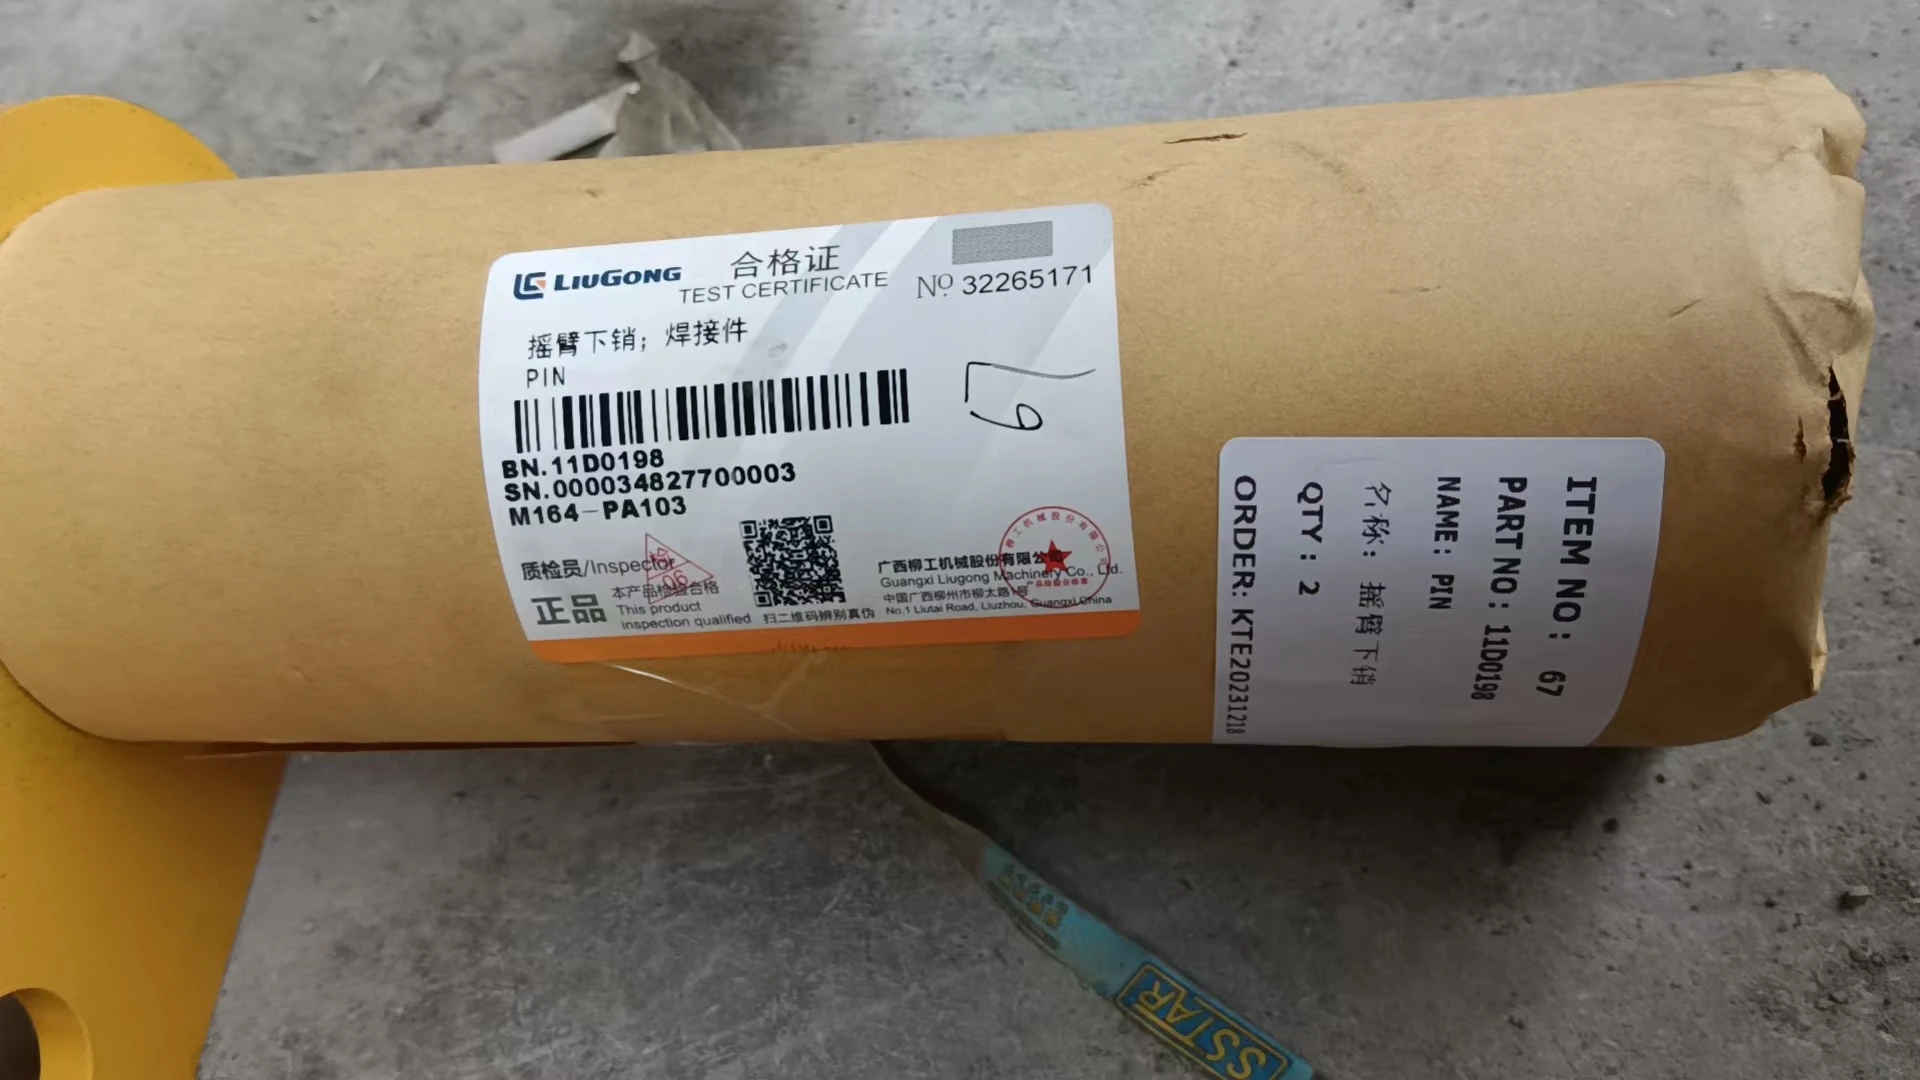 LIUGONG
合格证
TEST CERTIFICATE
Nº 32265171
摇臂下销；焊接件
PIN
67
BN.11D0198
SN.000034827700003
M164-PA103
质检员/Inspector
检
06
正品
本产品检验合格
This product
inspection qualified
扫二维码辨别真伪
广西柳工机械股份有限公司
Guangxi Liugong Machinery Co., Ltd.
中国广西柳州市柳太路1号
No.1 Liutai Road, Liuzhou, Guangxi,China
ITEM NO: 67
PART NO: 11D0198
NAME: PIN
名称: 摇臂下销
QTY: 2
ORDER: KTE20231218
SSTAR